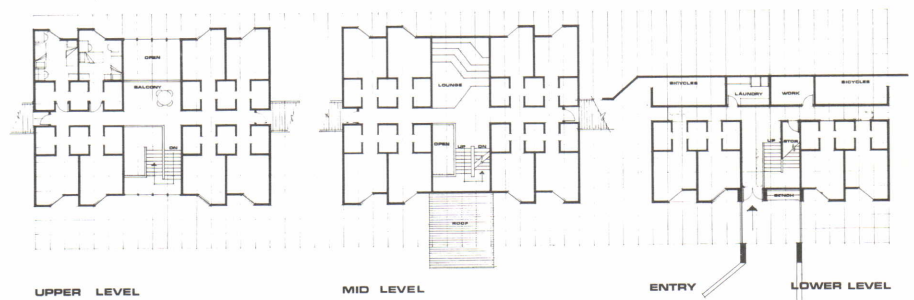 OPEN
BALCONY
DN
UPPER LEVEL
LOUNGE
OPEN
UP DN
ROOF
MID LEVEL
BICYCLES
LAUNDRY
WORK
BICYCLES
UP
STOR
BENCH
ENTRY
LOWER LEVEL